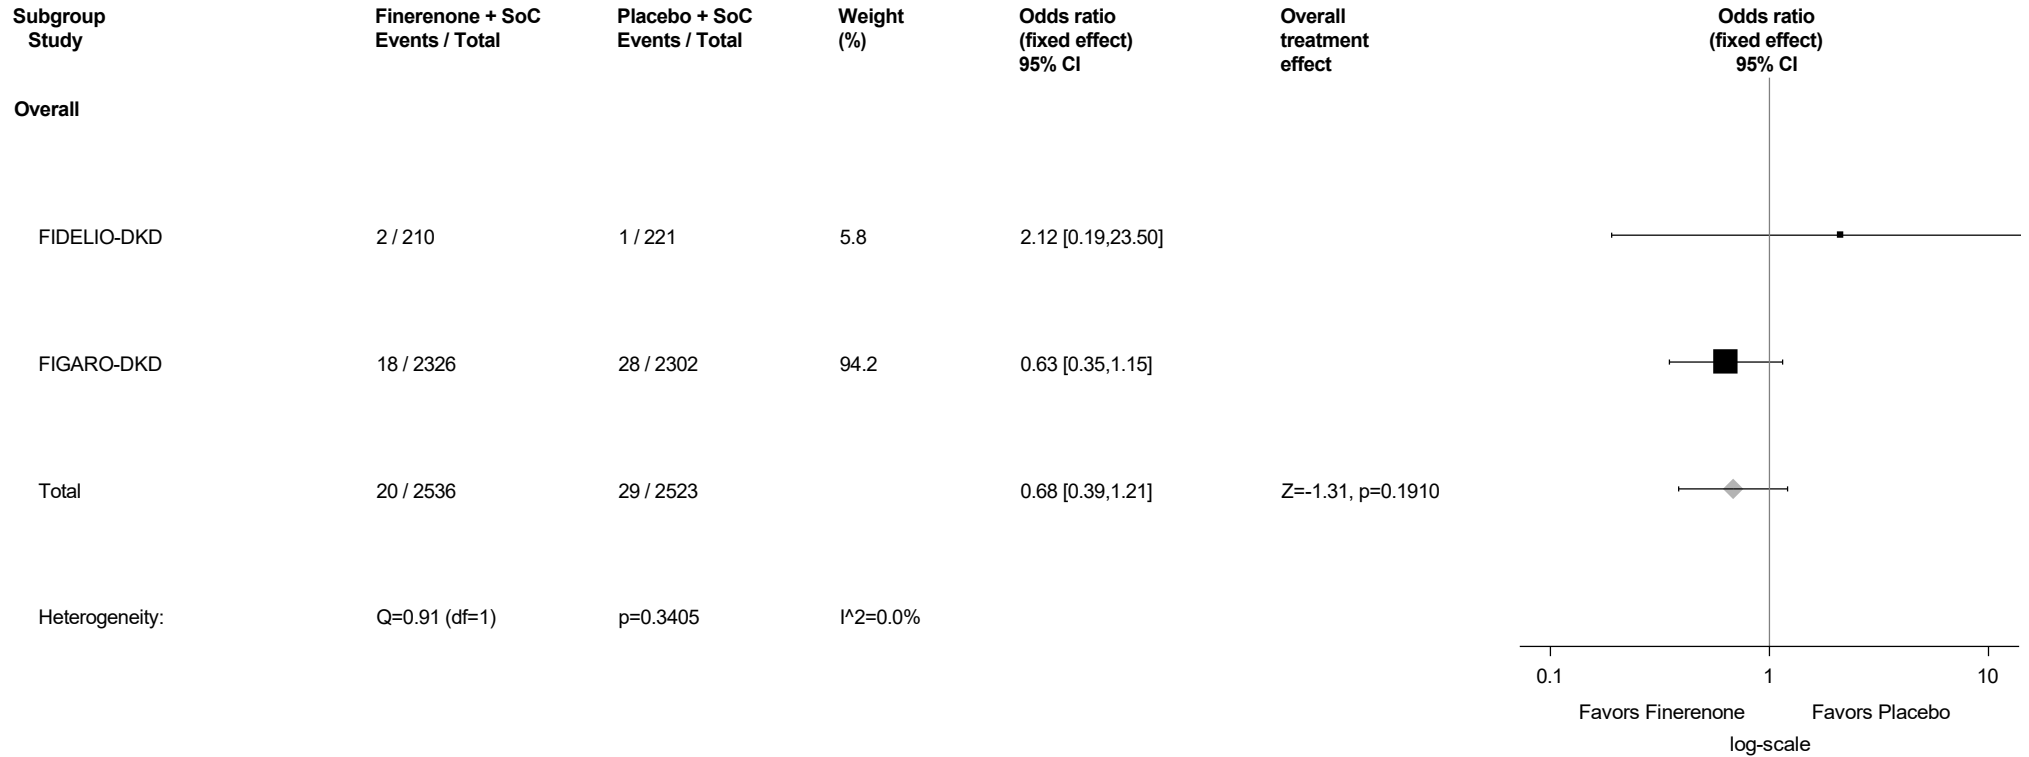 Subgroup Finerenone + SoC Placebo + SoC Weight Odds ratio Overall Odds ratio
Study Events / Total Events / Total (%) (fixed effect) treatment (fixed effect)
95% CI effect 95% CI
Overall
FIDELIO-DKD 2 / 210 1 / 221 5.8 2.12 [0.19,23.50]
FIGARO-DKD 18 / 2326 28 / 2302 94.2 0.63 [0.35,1.15]
Total 20 / 2536 29 / 2523 0.68 [0.39,1.21] Z=-1.31, p=0.1910
Heterogeneity: Q=0.91 (df=1) p=0.3405 I^2=0.0%
0.1 1 10
Favors Finerenone Favors Placebo
log-scale